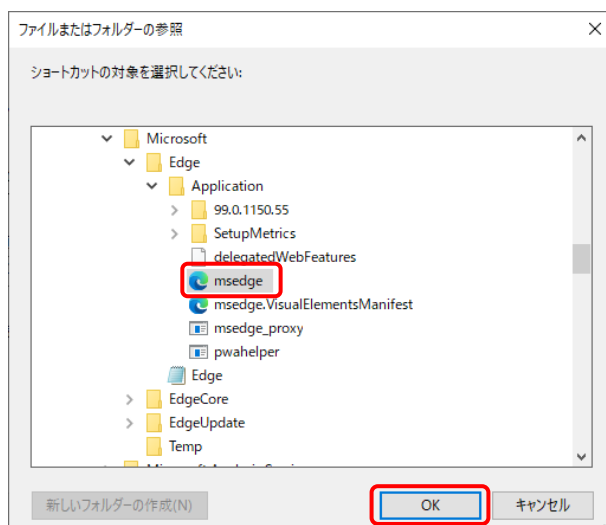 ファイルまたはフォルダーの参照
ショートカットの対象を選択してください:
Microsoft
Edge
Application
99.0.1150.55
SetupMetrics
delegatedWebFeatures
msedge
msedge.VisualElementsManifest
msedge_proxy
pwahelper
Edge
EdgeCore
EdgeUpdate
Temp
新しいフォルダーの作成(N)
OK
キャンセル